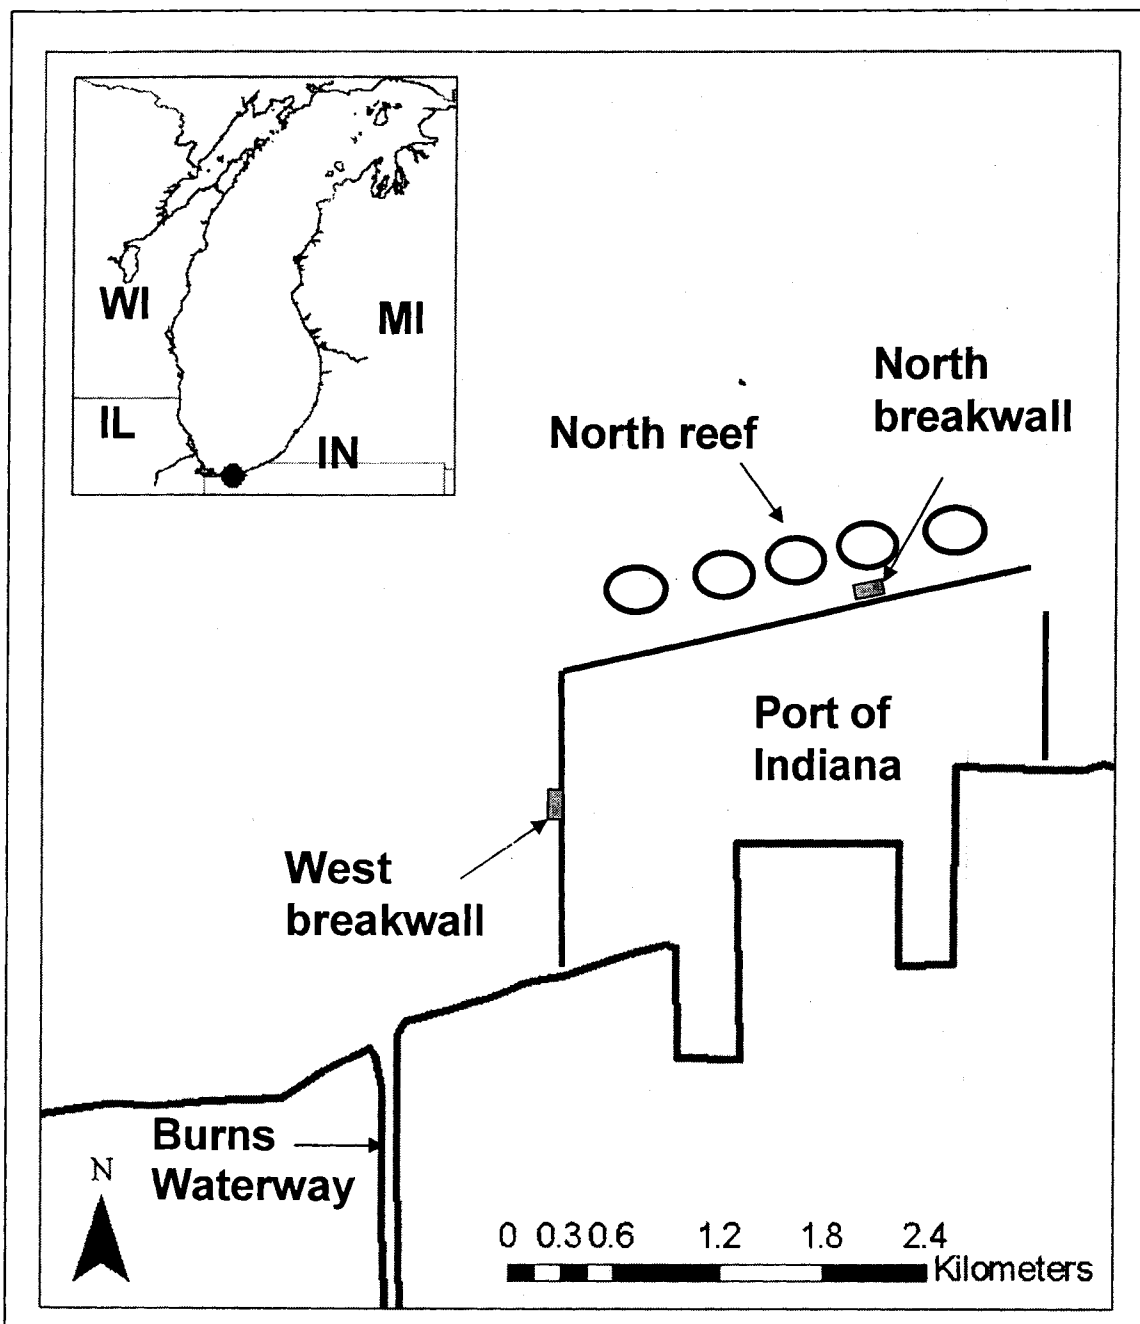 WI
MI
IL
IN
North
breakwall
North reef
Port of
Indiana
West
breakwall
Burns
Waterway
N
0 0.3 0.6 1.2 1.8 2.4
Kilometers